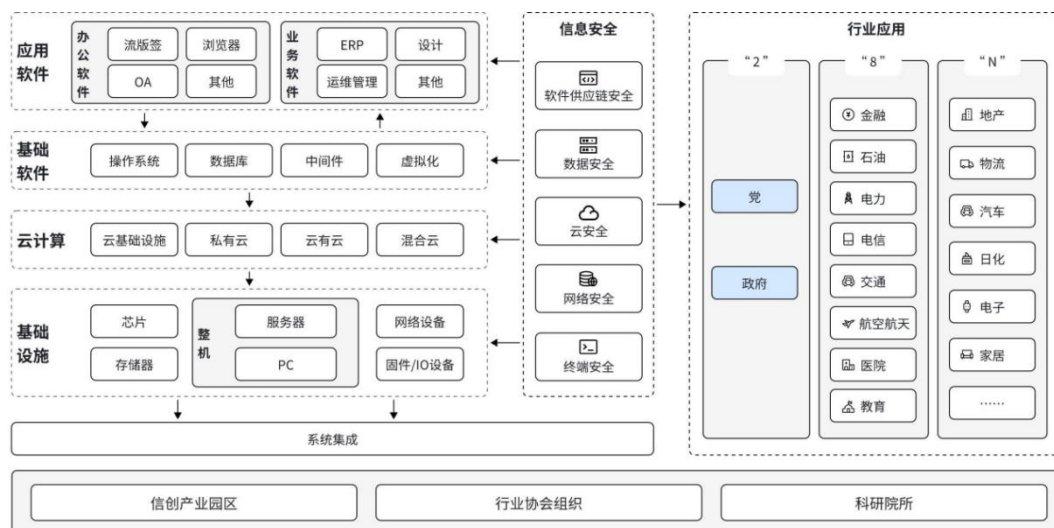 应用
软件
办公软件
流版签
浏览器
OA
其他
业务软件
ERP
设计
运维管理
其他
基础
软件
操作系统
数据库
中间件
虚拟化
云计算
云基础设施
私有云
云有云
混合云
基础
设施
芯片
存储器
整机
服务器
PC
网络设备
固件/IO设备
系统集成
信息安全
软件供应链安全
数据安全
云安全
网络安全
终端安全
行业应用
“2”
党
政府
“8”
金融
石油
电力
电信
交通
航空航天
医院
教育
“N”
地产
物流
汽车
日化
电子
家居
……
信创产业园区
行业协会组织
科研院所